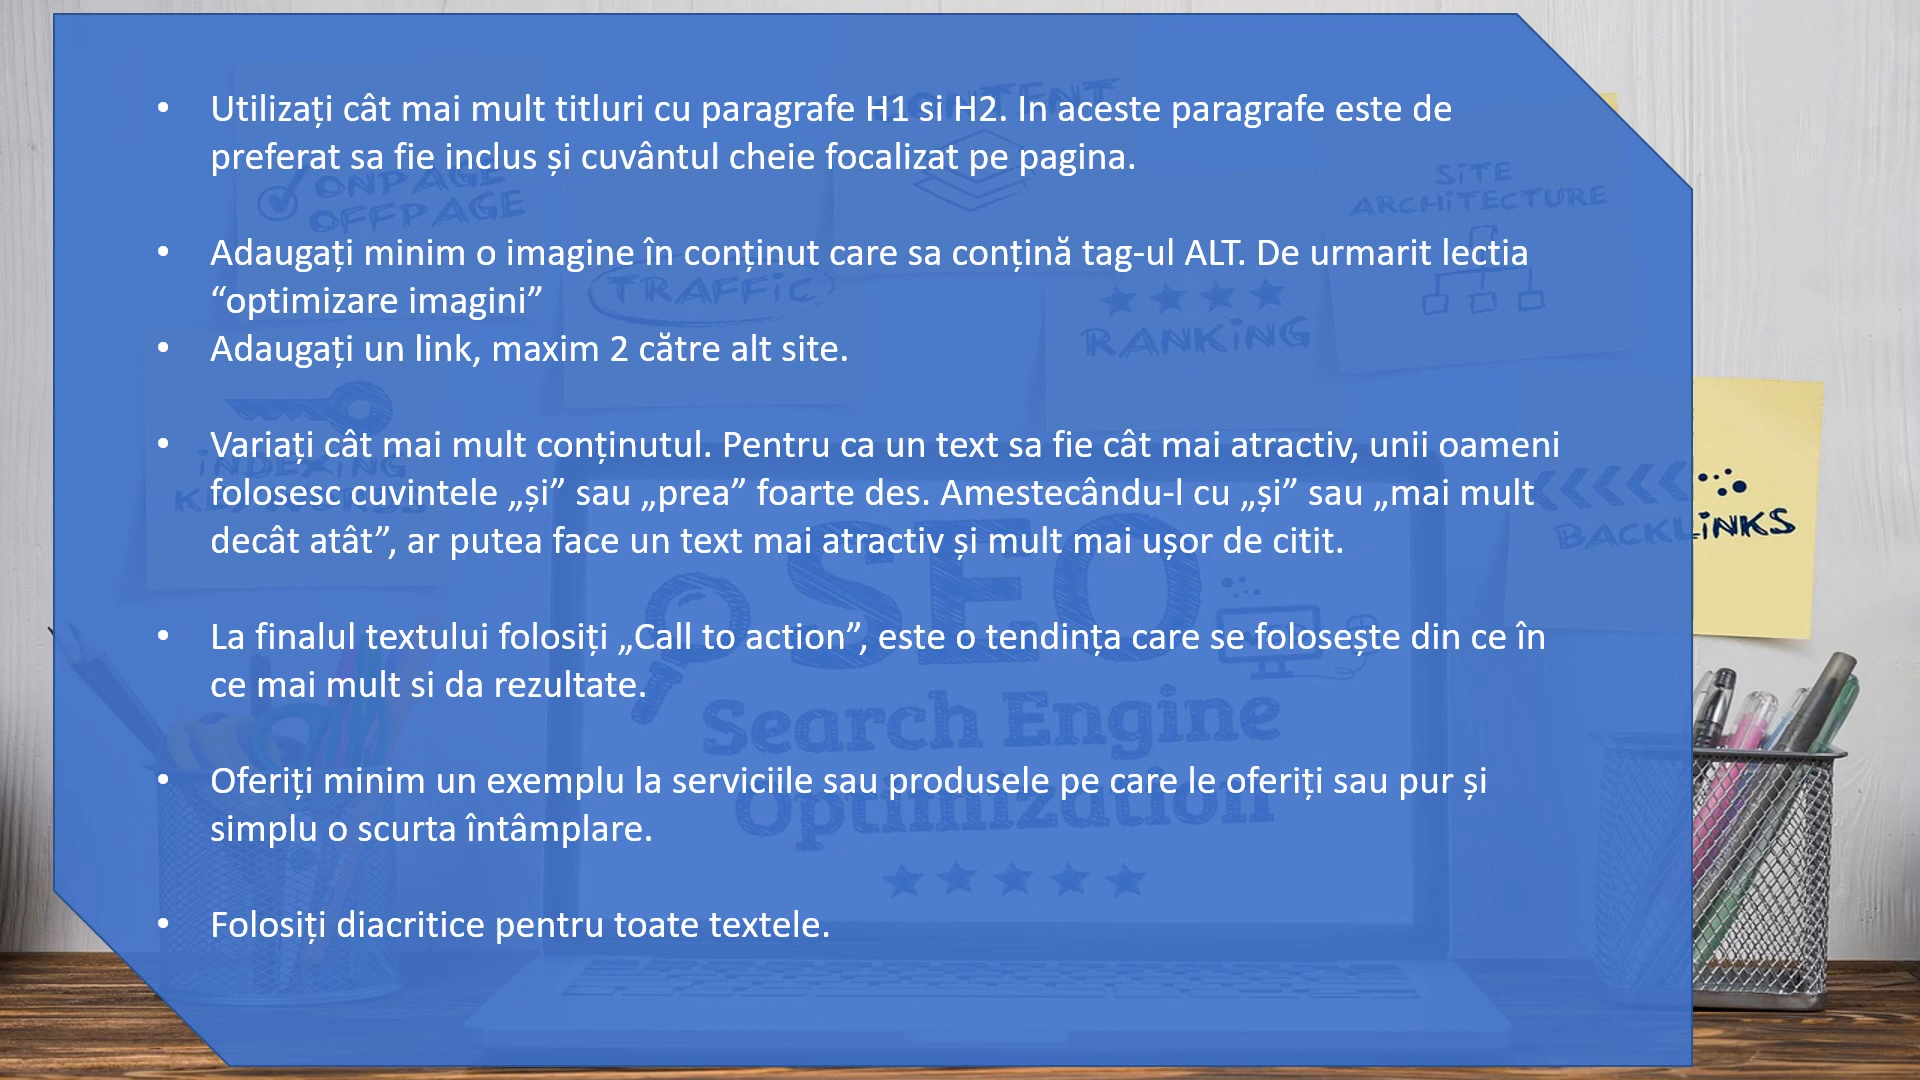 • Utilizați cât mai mult titluri cu paragrafe H1 si H2. In aceste paragrafe este de
preferat sa fie inclus și cuvântul cheie focalizat pe pagina.
• Adaugați minim o imagine în conținut care sa conțină tag-ul ALT. De urmarit lectia
“optimizare imagini”
• Adaugați un link, maxim 2 către alt site.
• Variați cât mai mult conținutul. Pentru ca un text sa fie cât mai atractiv, unii oameni
folosesc cuvintele „și” sau „prea” foarte des. Amestecându-l cu „și” sau „mai mult
decât atât”, ar putea face un text mai atractiv și mult mai ușor de citit.
• La finalul textului folosiți „Call to action”, este o tendința care se folosește din ce în
ce mai mult si da rezultate.
• Oferiți minim un exemplu la serviciile sau produsele pe care le oferiți sau pur și
simplu o scurta întâmplare.
• Folosiți diacritice pentru toate textele.
CONTENT
ONPAGE
OFFPAGE
SiTE
ARCHiTECTURE
TRAFFiC
RANKiNG
iNDEXING
KEYWORDS
BACKLiNKS
SEO
Search Engine
Optimization